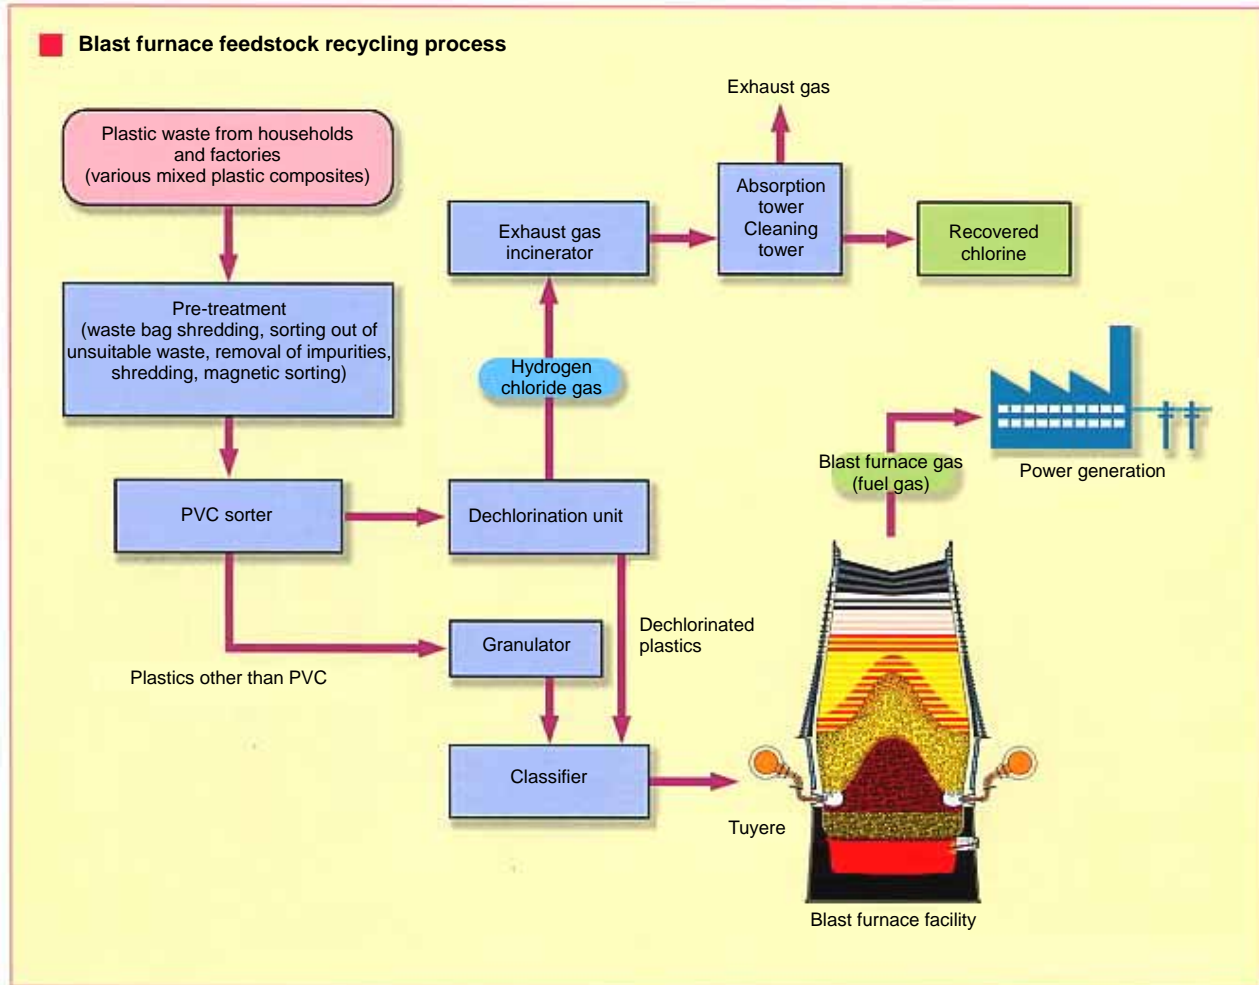 Blast furnace feedstock recycling process
Plastic waste from households
and factories
(various mixed plastic composites)
Pre-treatment
(waste bag shredding, sorting out of
unsuitable waste, removal of impurities,
shredding, magnetic sorting)
PVC sorter
Plastics other than PVC
Exhaust gas
incinerator
Hydrogen
chloride gas
Dechlorination unit
Granulator
Dechlorinated
plastics
Classifier
Exhaust gas
Absorption
tower
Cleaning
tower
Recovered
chlorine
Blast furnace gas
(fuel gas)
Power generation
Tuyere
Blast furnace facility